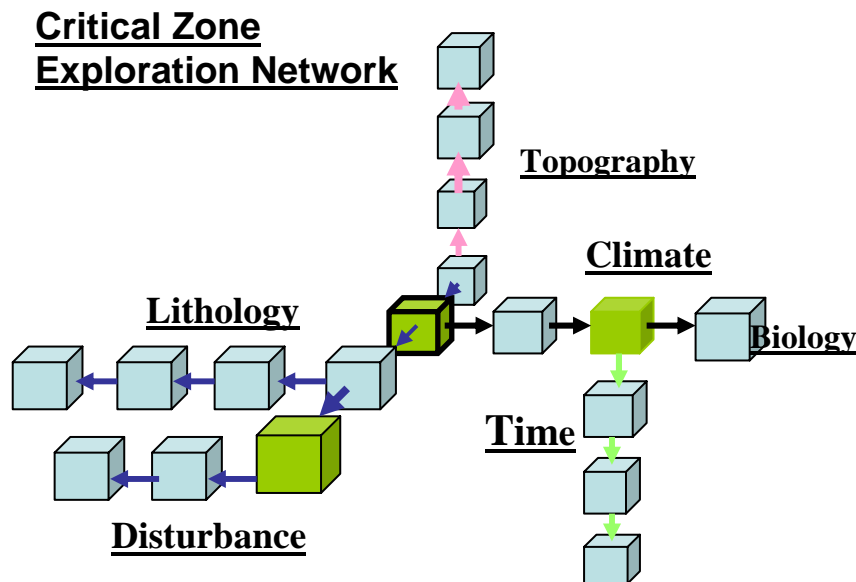 Critical Zone
Exploration Network
Topography
Climate
Lithology
Biology
Time
Disturbance